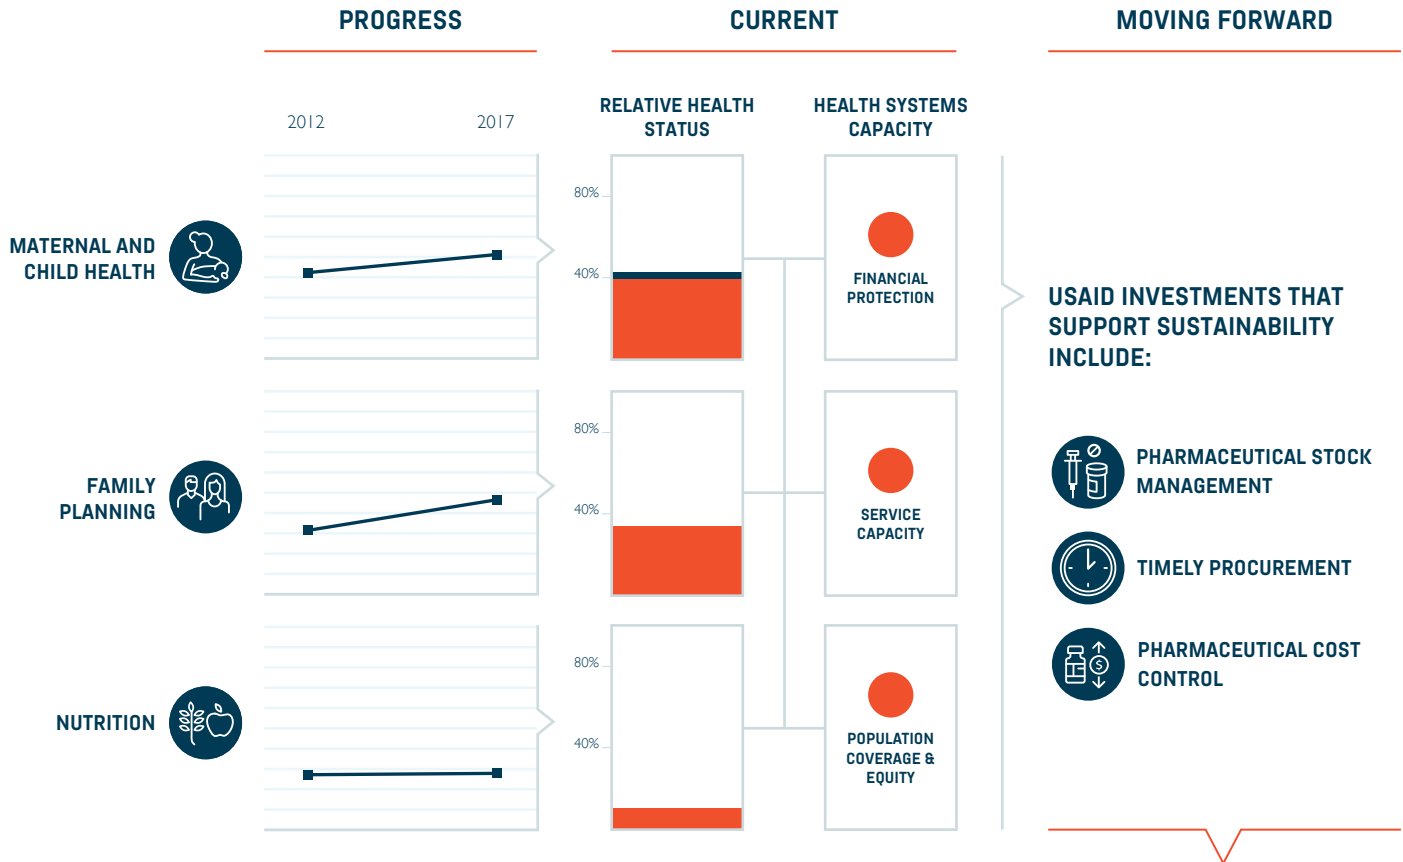 PROGRESS
CURRENT
MOVING FORWARD
2012
2017
RELATIVE HEALTH
STATUS
HEALTH SYSTEMS
CAPACITY
MATERNAL AND
CHILD HEALTH
80%
40%
FINANCIAL
PROTECTION
FAMILY
PLANNING
80%
40%
SERVICE
CAPACITY
NUTRITION
80%
40%
POPULATION
COVERAGE &
EQUITY
USAID INVESTMENTS THAT
SUPPORT SUSTAINABILITY
INCLUDE:
PHARMACEUTICAL STOCK
MANAGEMENT
TIMELY PROCUREMENT
$
PHARMACEUTICAL COST
CONTROL